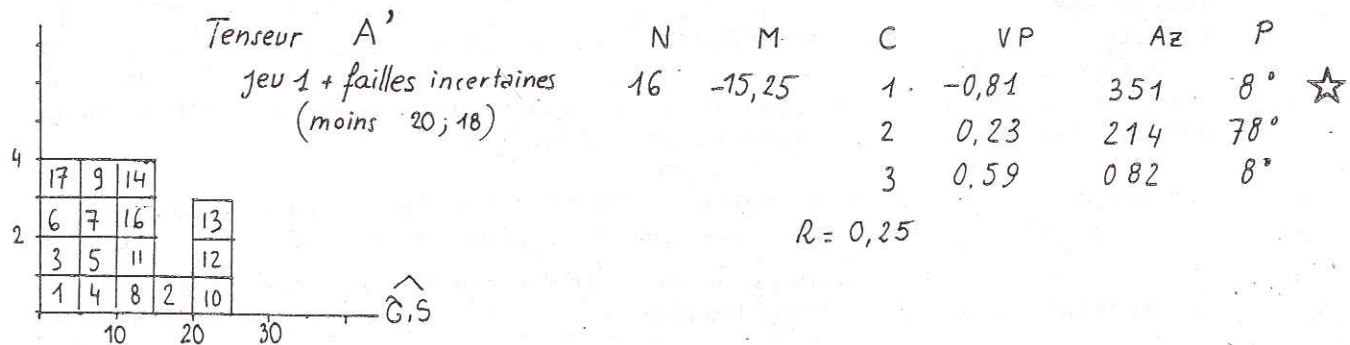 Tenseur A' N M C VP Az P
Jeu 1 + failles incertaines 16 -15,25 1 -0,81 351 8° ☆
(moins 20; 18) 2 0,23 214 78°
3 0.59 082 8°
R = 0,25
4
17 9 14
6 7 16 13
2
3 5 11 12
1 4 8 2 10
10 20 30